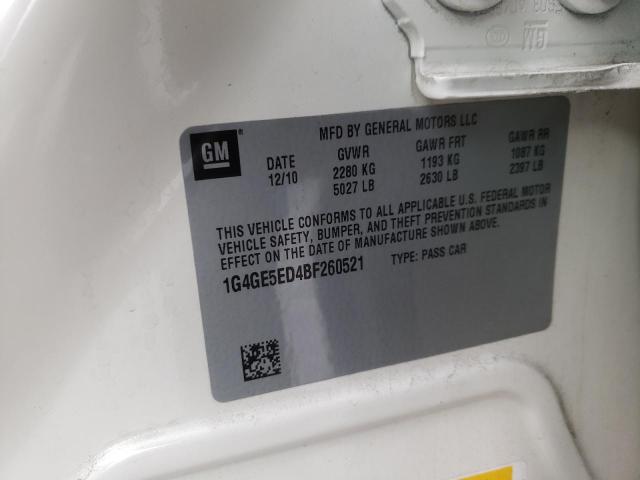 GM
®
MFD BY GENERAL MOTORS LLC
DATE GVWR GAWR FRT GAWR RR
12/10 2280 KG 1193 KG 1087 KG
5027 LB 2630 LB 2397 LB
THIS VEHICLE CONFORMS TO ALL APPLICABLE U.S. FEDERAL MOTOR
VEHICLE SAFETY, BUMPER, AND THEFT PREVENTION STANDARDS IN
EFFECT ON THE DATE OF MANUFACTURE SHOWN ABOVE.
1G4GE5ED4BF260521 TYPE: PASS CAR
GM